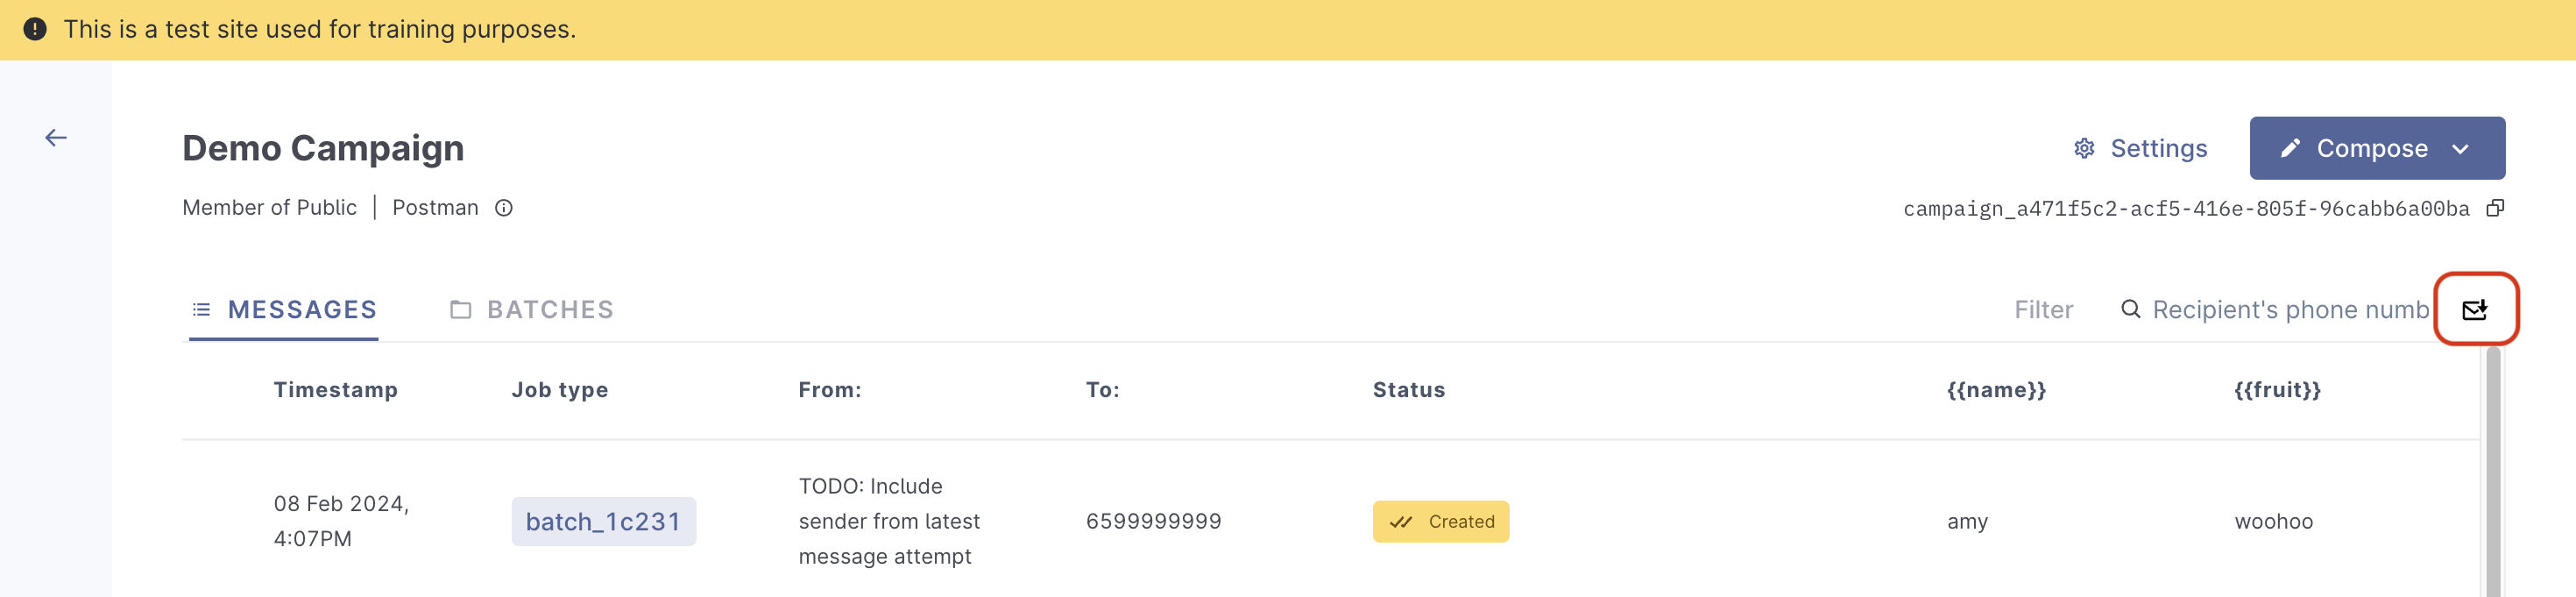 This is a test site used for training purposes.
Demo Campaign
Settings
Compose
Member of Public | Postman
campaign_a471f5c2-acf5-416e-805f-96cabb6a00ba
MESSAGES
BATCHES
Filter
Recipient's phone numb
Timestamp
Job type
From:
To:
Status
{{name}}
{{fruit}}
08 Feb 2024,
4:07PM
batch_1c231
TODO: Include
sender from latest
message attempt
6599999999
Created
amy
woohoo